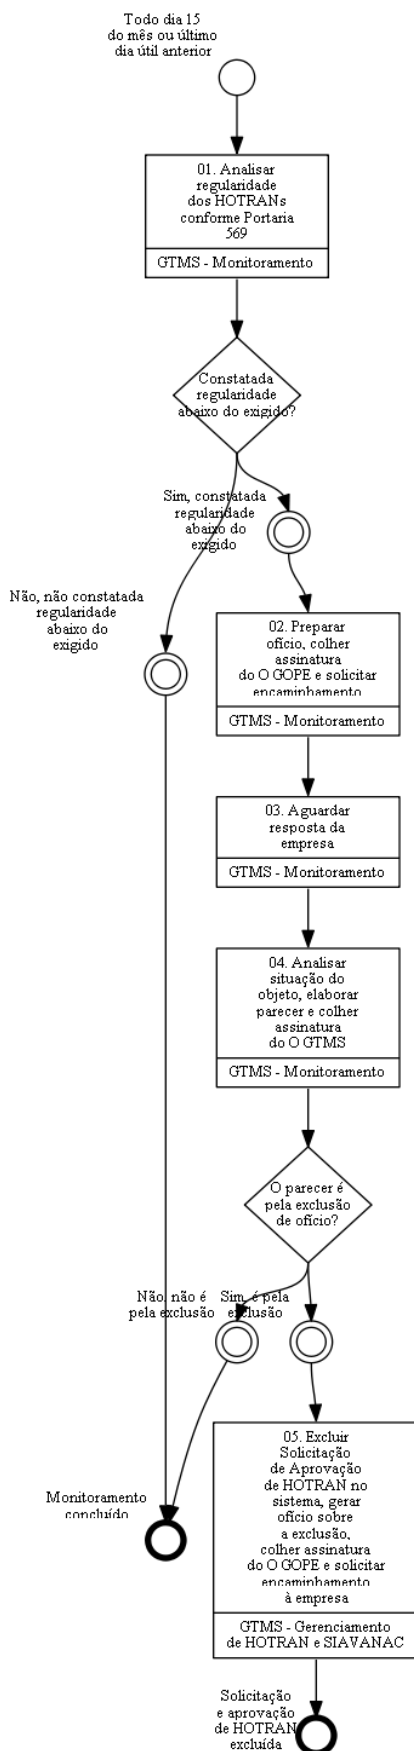 Todo dia 15
do mês ou último
dia útil anterior
01. Analisar
regularidade
dos HOTRANs
conforme Portaria
569
GTMS - Monitoramento
Constatada
regularidade
abaixo do exigido?
Sim, constatada
regularidade
abaixo do
exigido
Não, não constatada
regularidade
abaixo do
exigido
02. Preparar
ofício, colher
assinatura
do O GOPE e solicitar
encaminhamento
GTMS - Monitoramento
03. Aguardar
resposta da
empresa
GTMS - Monitoramento
04. Analisar
situação do
objeto, elaborar
parecer e colher
assinatura
do O GTMS
GTMS - Monitoramento
O parecer é
pela exclusão
de ofício?
Não, não é
pela exclusão
Sim, é pela
exclusão
05. Excluir
Solicitação
de Aprovação
de HOTRAN no
sistema, gerar
ofício sobre
a exclusão,
colher assinatura
do O GOPE e solicitar
encaminhamento
à empresa
GTMS - Gerenciamento
de HOTRAN e SIAVANAC
Monitoramento
concluído
Solicitação
e aprovação
de HOTRAN
excluída